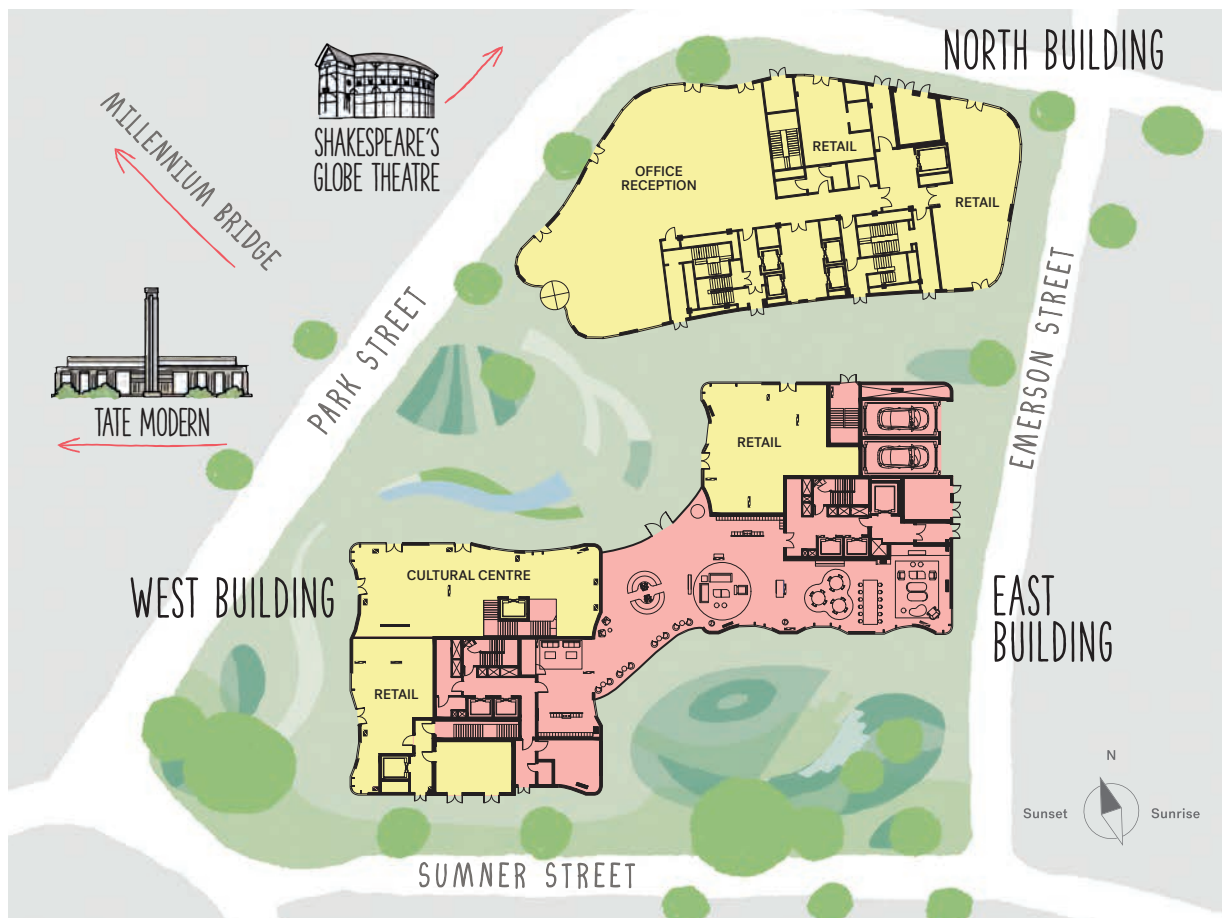 NORTH BUILDING
SHAKESPEARE'S
GLOBE THEATRE
MILLENNIUM BRIDGE
OFFICE
RECEPTION
RETAIL
RETAIL
TATE MODERN
PARK STREET
EMERSON STREET
RETAIL
WEST BUILDING
CULTURAL CENTRE
EAST
BUILDING
RETAIL
N
Sunset
Sunrise
SUMNER STREET